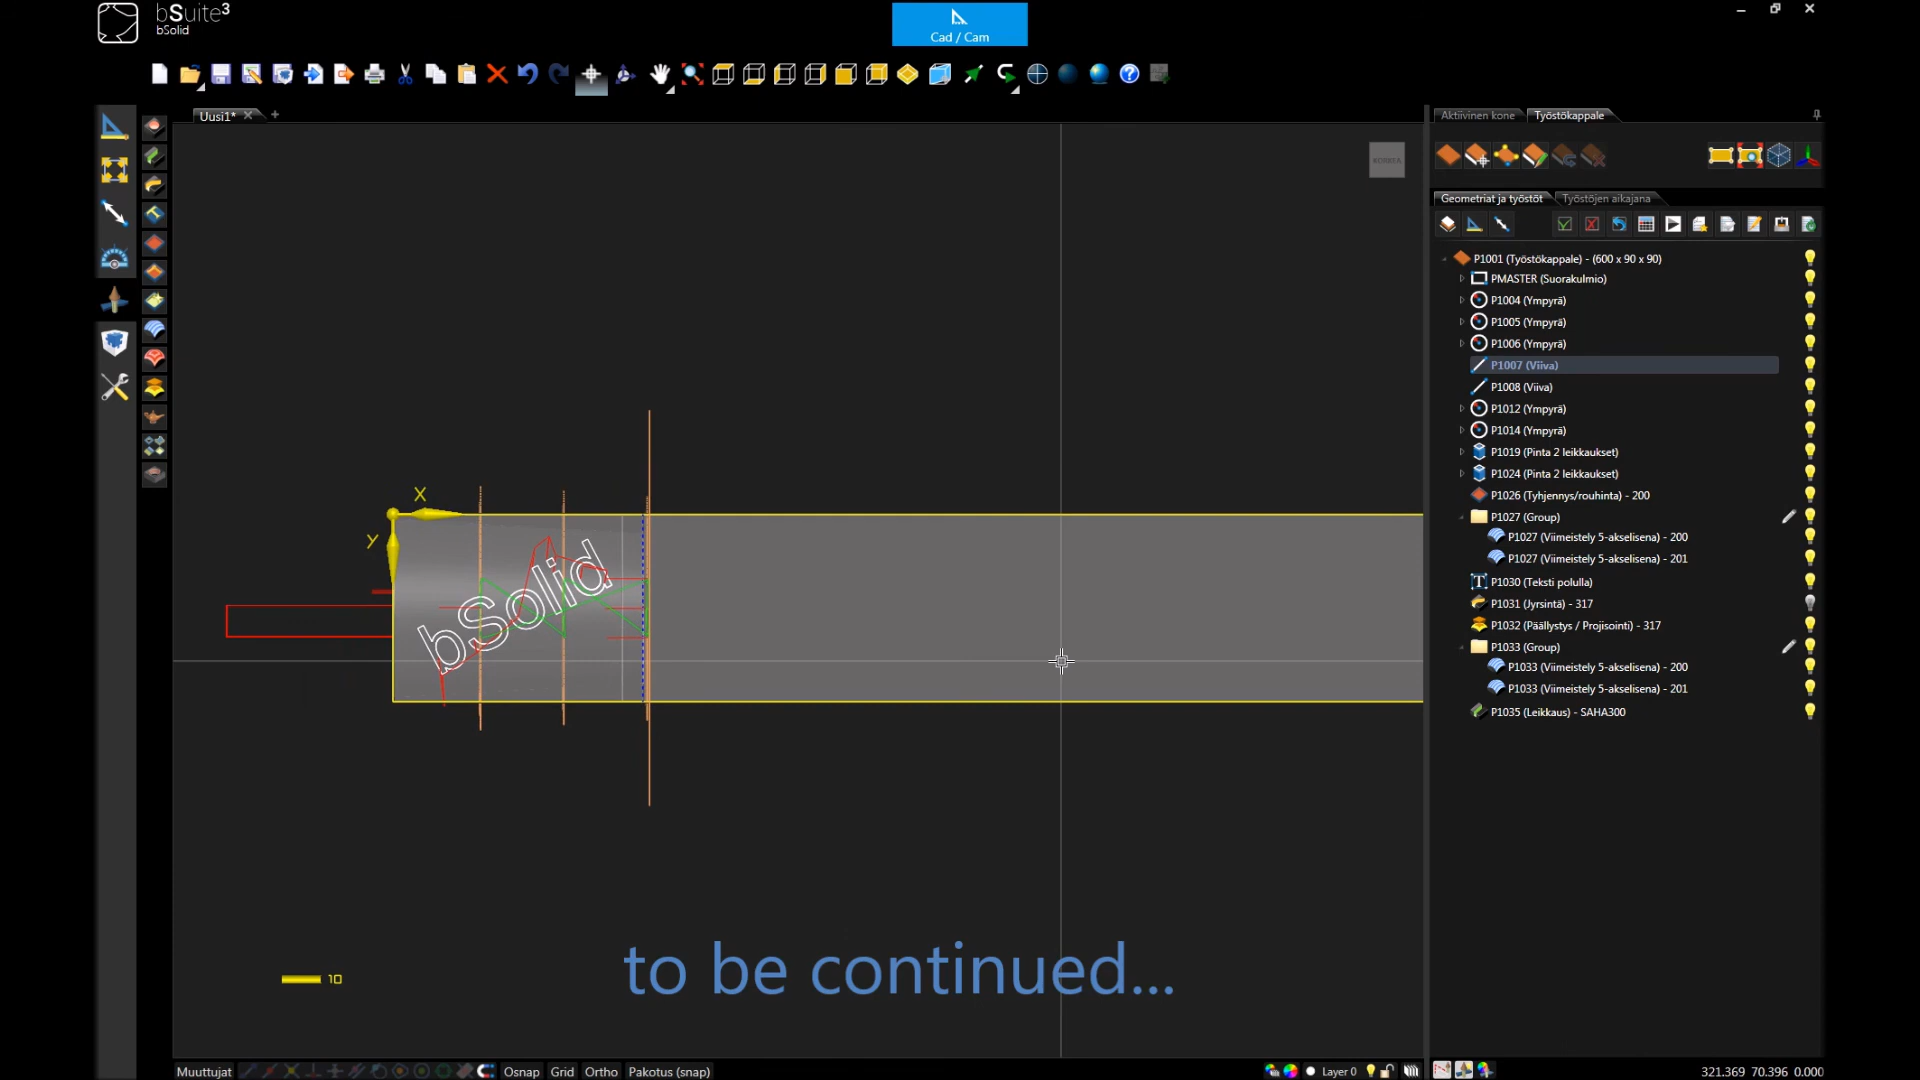 bSuite3
bSolid
Cad / Cam
Uusi1*
Aktiivinen kone
Työstökappale
Geometriat ja työstöt
Työstöjen aikajana
P1001 (Työstökappale) - (600 x 90 x 90)
PMASTER (Suorakulmio)
P1004 (Ympyrä)
P1005 (Ympyrä)
P1006 (Ympyrä)
P1007 (Viiva)
P1008 (Viiva)
P1012 (Ympyrä)
P1014 (Ympyrä)
P1019 (Pinta 2 leikkaukset)
P1024 (Pinta 2 leikkaukset)
P1026 (Tyhjennys/rouhinta) - 200
P1027 (Group)
P1027 (Viimeistely 5-akselisena) - 200
P1027 (Viimeistely 5-akselisena) - 201
P1030 (Teksti polulla)
P1031 (Jyrsintä) - 317
P1032 (Päällystys / Projisointi) - 317
P1033 (Group)
P1033 (Viimeistely 5-akselisena) - 200
P1033 (Viimeistely 5-akselisena) - 201
P1035 (Leikkaus) - SAHA300
X
Y
bSolid
10
to be continued...
Muuttujat
Osnap
Grid
Ortho
Pakotus (snap)
Layer 0
321.369 70.396 0.000